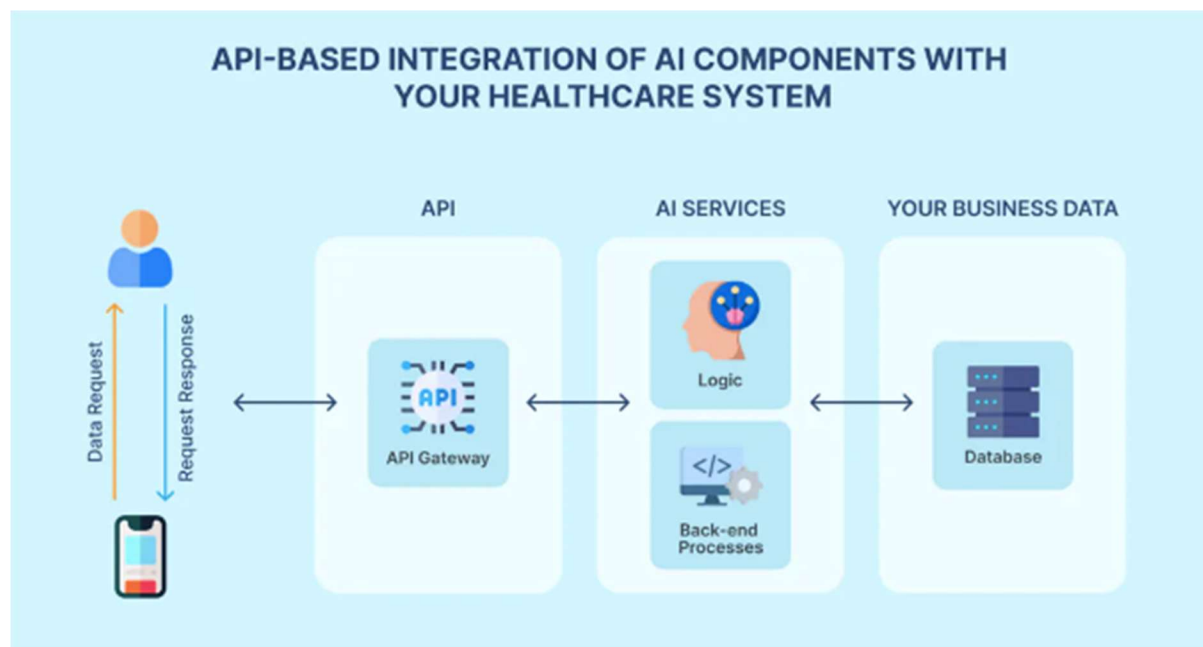 API-BASED INTEGRATION OF AI COMPONENTS WITH
YOUR HEALTHCARE SYSTEM
Data Request
Request Response
API
API
API Gateway
AI SERVICES
Logic
</>
Back-end
Processes
YOUR BUSINESS DATA
Database